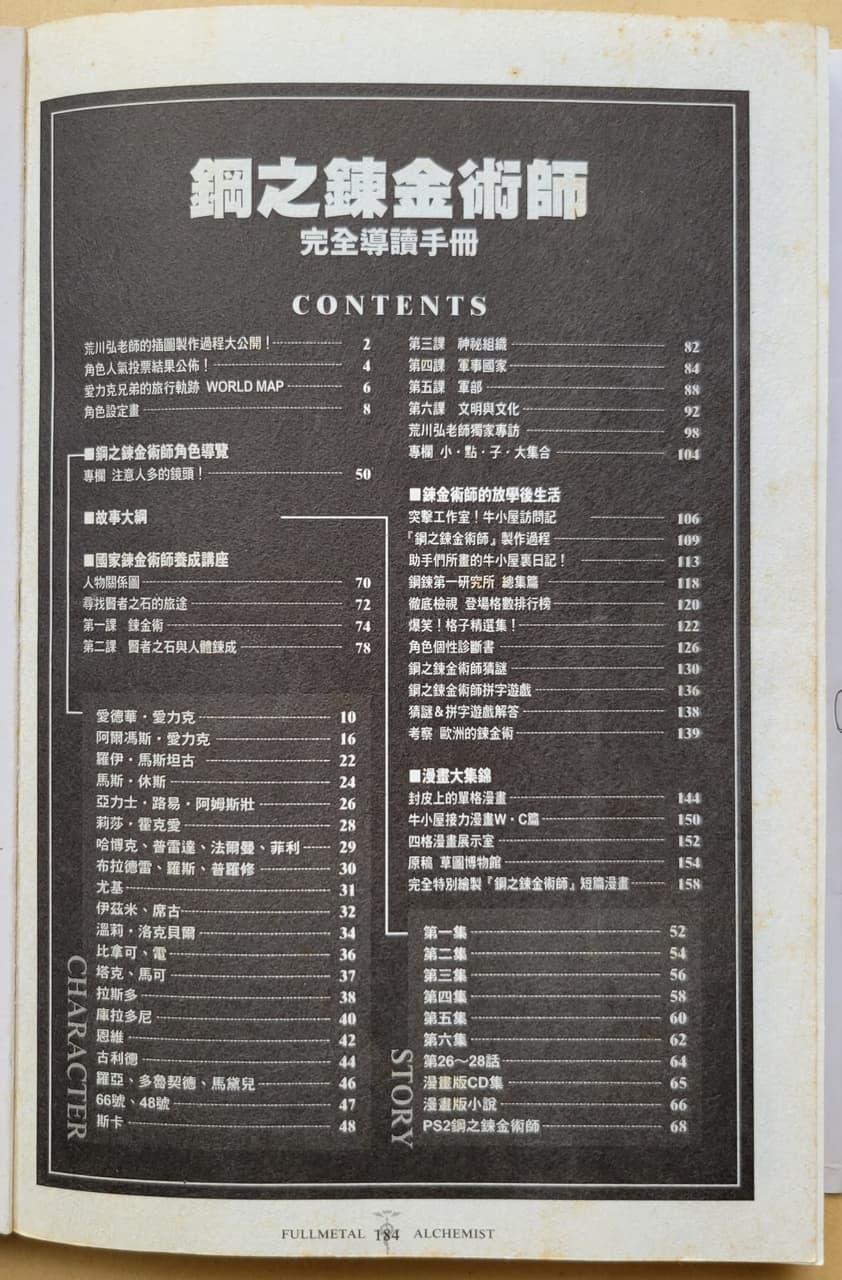 鋼之鍊金術師
完全導讀手冊
CONTENTS
荒川弘老師的插圖製作過程大公開！ 2
角色人氣投票結果公佈！ 4
愛力克兄弟的旅行軌跡 WORLD MAP 6
角色設定畫 8
■鋼之鍊金術師角色導覽
專欄 注意人多的鏡頭！ 50
■故事大綱
■國家鍊金術師養成講座
人物關係圖 70
尋找賢者之石的旅途 72
第一課 鍊金術 74
第二課 賢者之石與人體鍊成 78
愛德華・愛力克 10
阿爾馮斯・愛力克 16
羅伊・馬斯坦古 22
馬斯・休斯 24
亞力士・路易・阿姆斯壯 26
莉莎・霍克愛 28
哈博克、普雷達、法爾曼、菲利 29
布拉德雷、羅斯、普羅修 30
尤基 31
伊茲米、席古 32
溫莉・洛克貝爾 34
比拿可、電 36
塔克、馬可 37
拉斯多 38
庫拉多尼 40
恩維 42
古利德 44
羅亞、多魯契德、馬黛兒 46
66號、48號 47
斯卡 48
CHARACTER
第三課 神祕組織 82
第四課 軍事國家 84
第五課 軍部 88
第六課 文明與文化 92
荒川弘老師獨家專訪 98
專欄 小・點・子・大集合 104
■鍊金術師的放學後生活
突擊工作室！牛小屋訪問記 106
『鋼之鍊金術師』製作過程 109
助手們所畫的牛小屋裏日記！ 113
鋼鍊第一研究所 總集篇 118
徹底檢視 登場格數排行榜 120
爆笑！格子精選集！ 122
角色個性診斷書 126
鋼之鍊金術師猜謎 130
鋼之鍊金術師拼字遊戲 136
猜謎＆拼字遊戲解答 138
考察 歐洲的鍊金術 139
■漫畫大集錦
封皮上的單格漫畫 144
牛小屋接力漫畫W・C篇 150
四格漫畫展示室 152
原稿 草圖博物館 154
完全特別繪製『鋼之鍊金術師』短篇漫畫 158
第一集 52
第二集 54
第三集 56
第四集 58
第五集 60
第六集 62
第26～28話 64
漫畫版CD集 65
漫畫版小說 66
PS2鋼之鍊金術師 68
STORY
FULLMETAL 184 ALCHEMIST